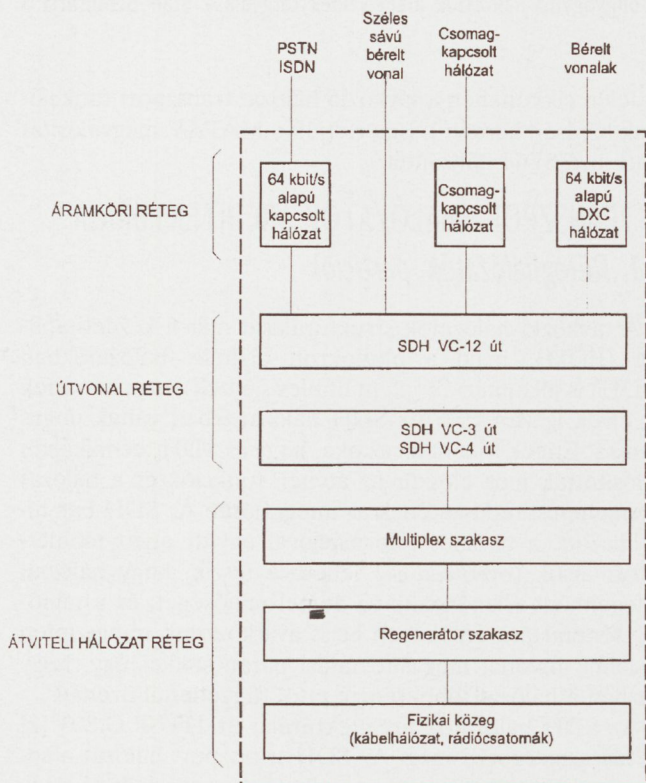 PSTN
ISDN
Széles
sávú
bérelt
vonal
Csomag-
kapcsolt
hálózat
Bérelt
vonalak
ÁRAMKÖRI RÉTEG
64 kbit/s
alapú
kapcsolt
hálózat
Csomag-
kapcsolt
hálózat
64 kbit/s
alapú
DXC
hálózat
ÚTVONAL RÉTEG
SDH VC-12 út
SDH VC-3 út
SDH VC-4 út
ÁTVITELI HÁLÓZAT RÉTEG
Multiplex szakasz
Regenerátor szakasz
Fizikai közeg
(kábelhálózat, rádiócsatornák)